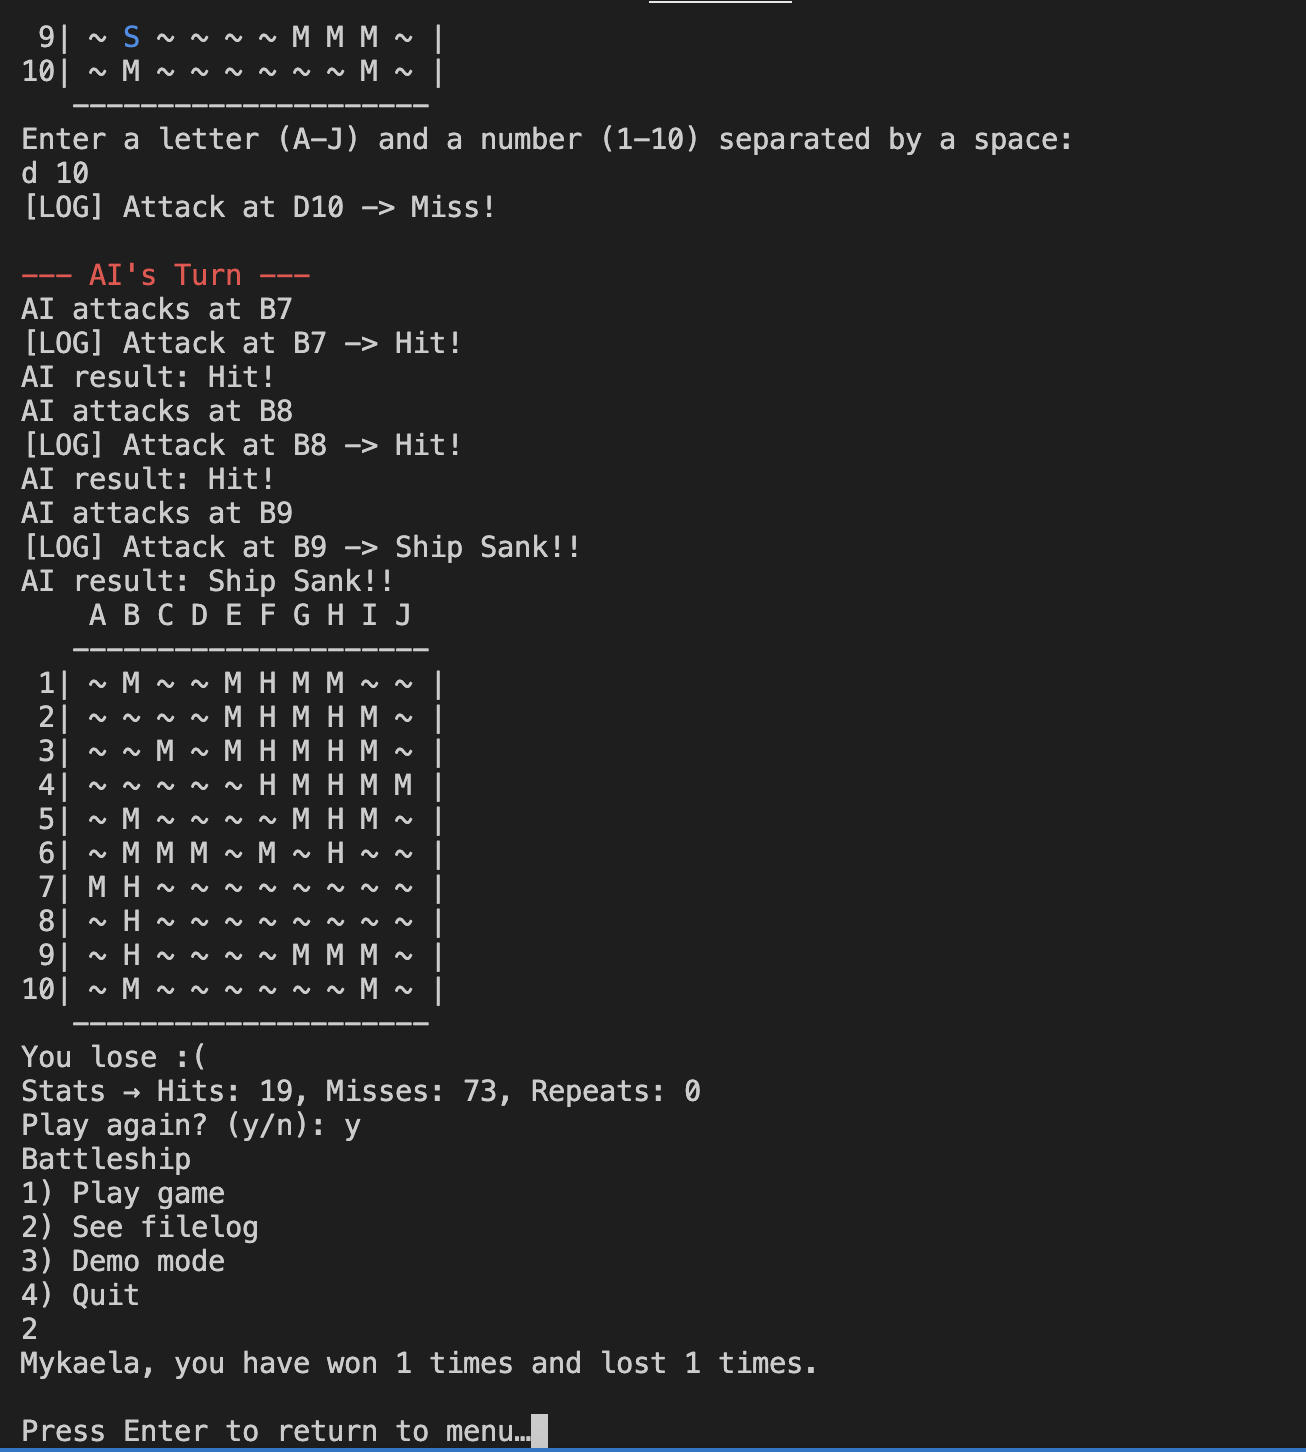 9| ~ S ~ ~ ~ ~ M M M ~ |
10| ~ M ~ ~ ~ ~ ~ ~ M ~ |
---------------------
Enter a letter (A-J) and a number (1-10) separated by a space:
d 10
[LOG] Attack at D10 -> Miss!
--- AI's Turn ---
AI attacks at B7
[LOG] Attack at B7 -> Hit!
AI result: Hit!
AI attacks at B8
[LOG] Attack at B8 -> Hit!
AI result: Hit!
AI attacks at B9
[LOG] Attack at B9 -> Ship Sank!!
AI result: Ship Sank!!
A B C D E F G H I J
---------------------
1| ~ M ~ ~ M H M M ~ ~ |
2| ~ ~ ~ ~ M H M H M ~ |
3| ~ ~ M ~ M H M H M ~ |
4| ~ ~ ~ ~ ~ H M H M M |
5| ~ M ~ ~ ~ ~ M H M ~ |
6| ~ M M M ~ M ~ H ~ ~ |
7| M H ~ ~ ~ ~ ~ ~ ~ ~ |
8| ~ H ~ ~ ~ ~ ~ ~ ~ ~ |
9| ~ H ~ ~ ~ ~ M M M ~ |
10| ~ M ~ ~ ~ ~ ~ ~ M ~ |
---------------------
You lose :(
Stats → Hits: 19, Misses: 73, Repeats: 0
Play again? (y/n): y
Battleship
1) Play game
2) See filelog
3) Demo mode
4) Quit
2
Mykaela, you have won 1 times and lost 1 times.
Press Enter to return to menu…